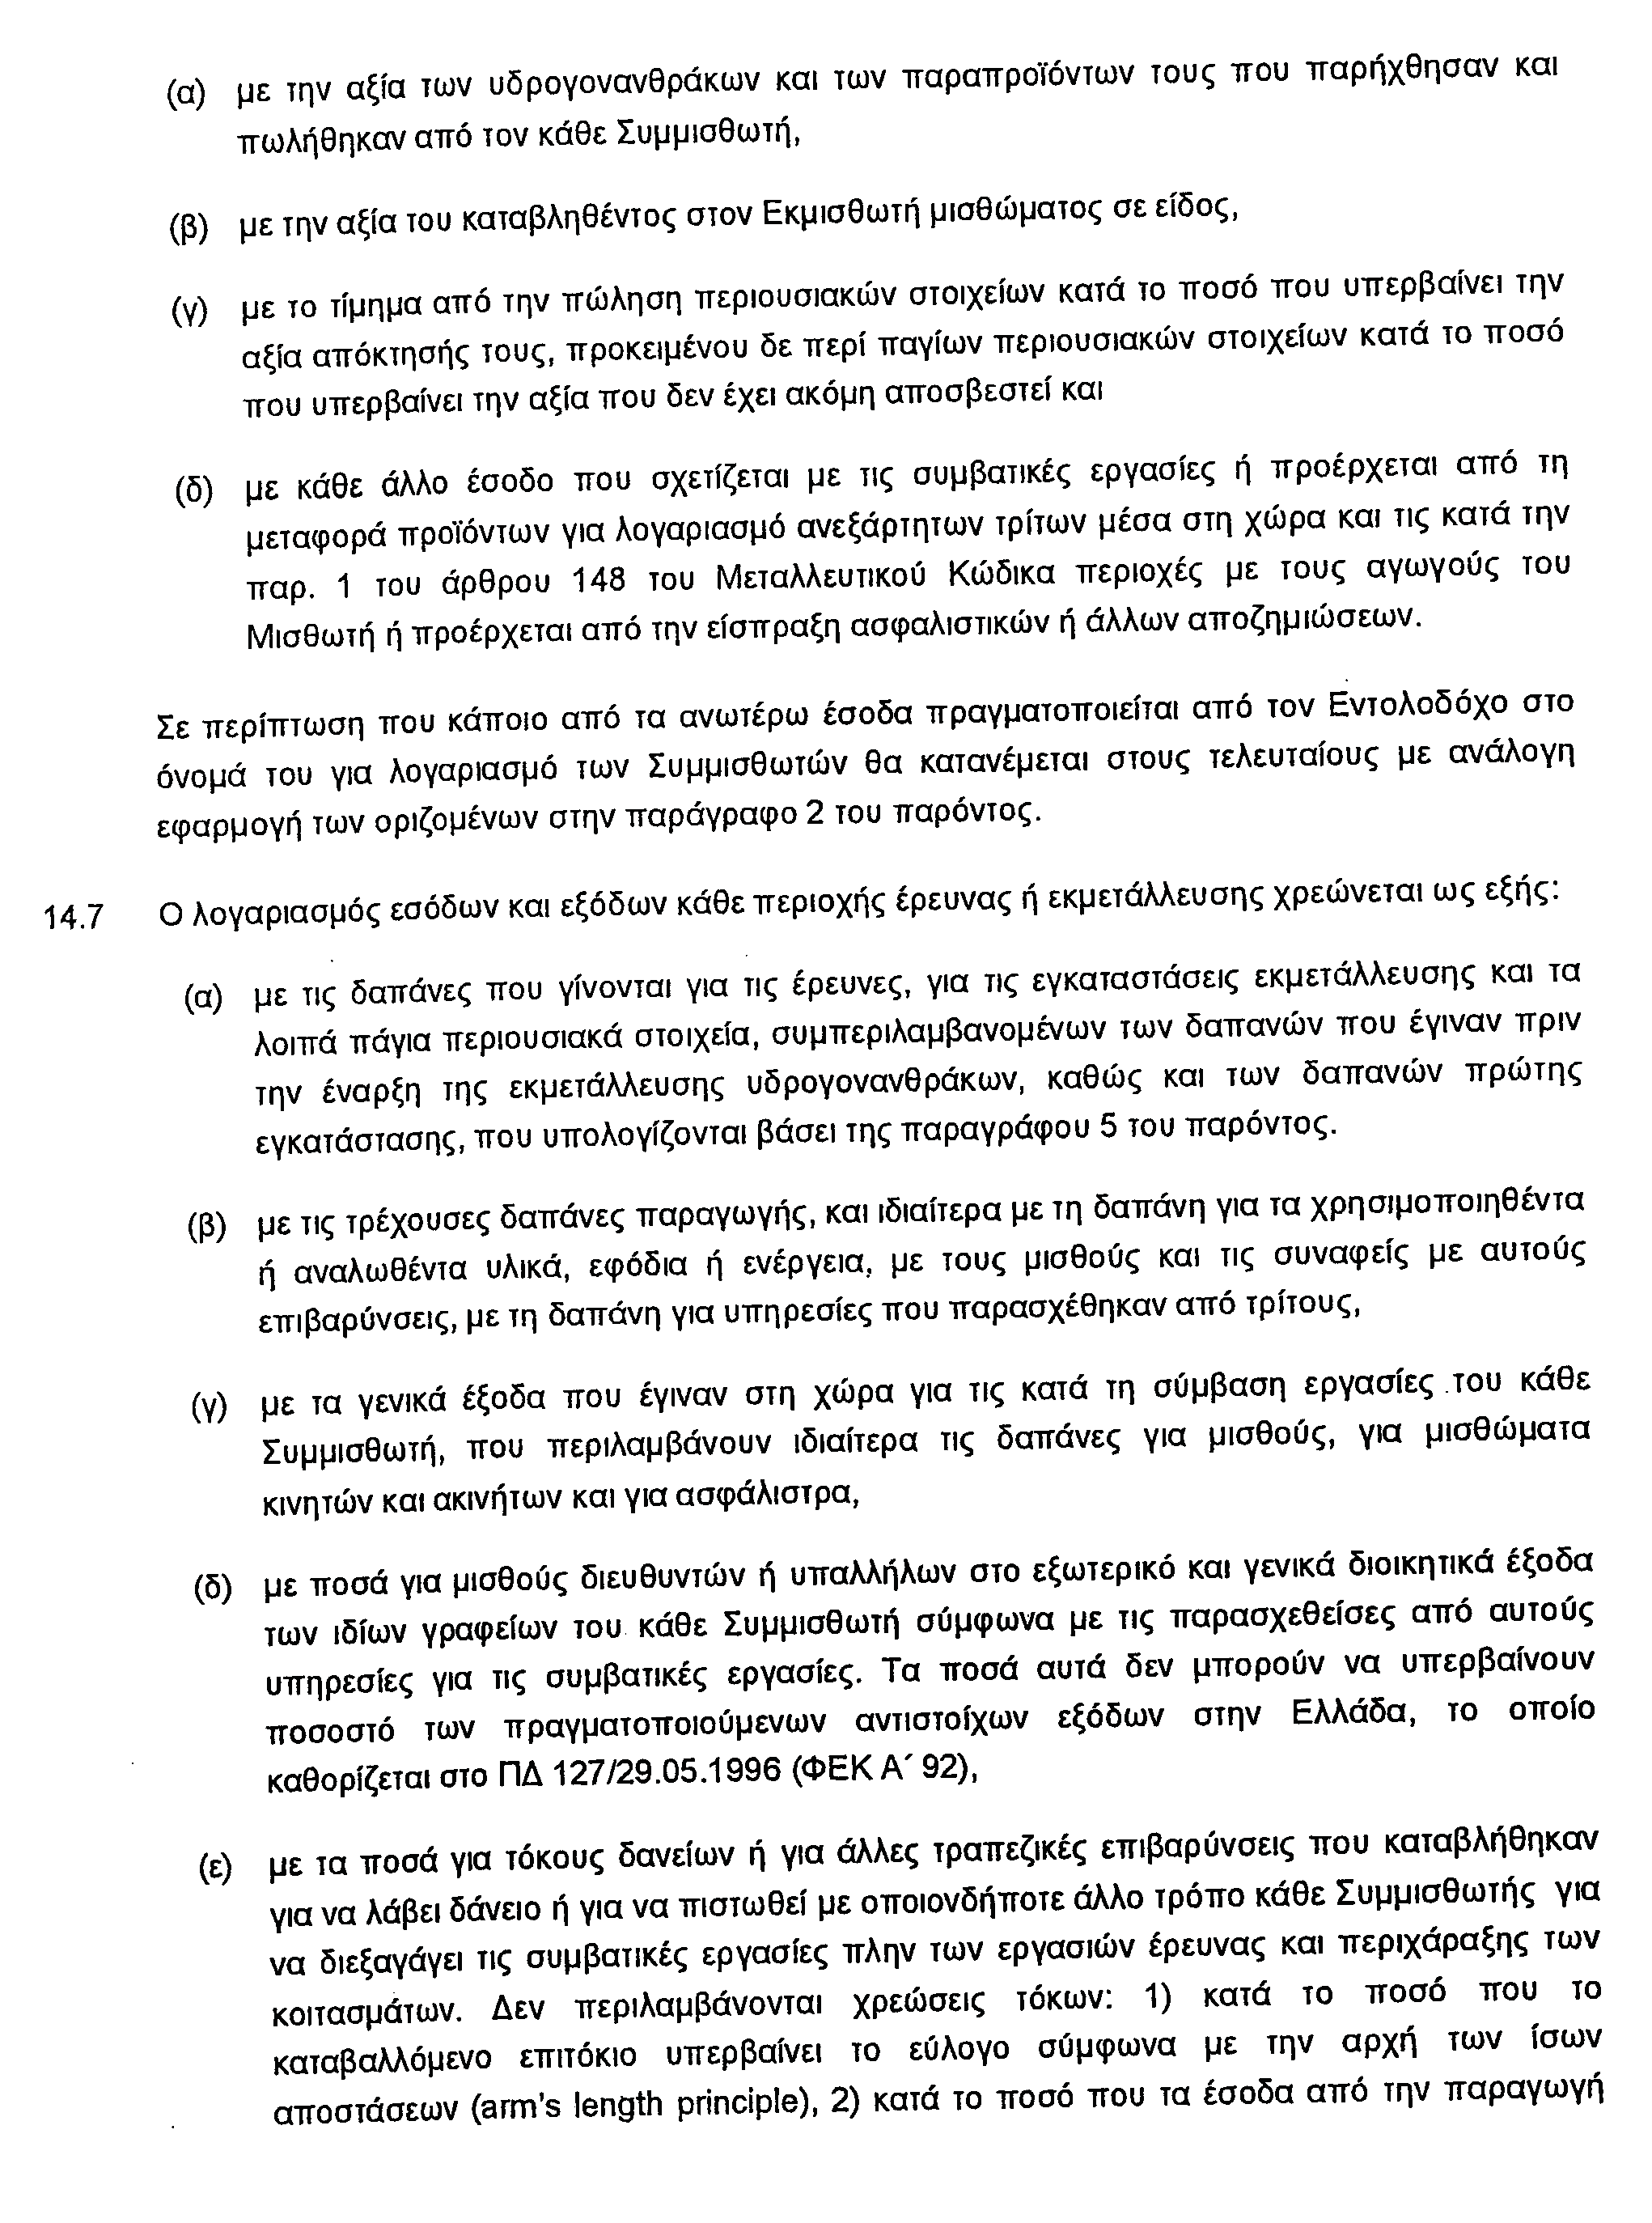 (α) με την αξία των υδρογονανθράκων και των παραπροϊόντων τους που παρήχθησαν και
πωλήθηκαν από τον κάθε Συμμισθωτή,
(β) με την αξία του καταβληθέντος στον Εκμισθωτή μισθώματος σε είδος,
(γ) με το τίμημα από την πώληση περιουσιακών στοιχείων κατά το ποσό που υπερβαίνει την
αξία απόκτησής τους, προκειμένου δε περί παγίων περιουσιακών στοιχείων κατά το ποσό
που υπερβαίνει την αξία που δεν έχει ακόμη αποσβεστεί και
(δ) με κάθε άλλο έσοδο που σχετίζεται με τις συμβατικές εργασίες ή προέρχεται από τη
μεταφορά προϊόντων για λογαριασμό ανεξάρτητων τρίτων μέσα στη χώρα και τις κατά την
παρ. 1 του άρθρου 148 του Μεταλλευτικού Κώδικα περιοχές με τους αγωγούς του
Μισθωτή ή προέρχεται από την είσπραξη ασφαλιστικών ή άλλων αποζημιώσεων.
Σε περίπτωση που κάποιο από τα ανωτέρω έσοδα πραγματοποιείται από τον Εντολοδόχο στο
όνομά του για λογαριασμό των Συμμισθωτών θα κατανέμεται στους τελευταίους με ανάλογη
εφαρμογή των οριζομένων στην παράγραφο 2 του παρόντος.
14.7 Ο λογαριασμός εσόδων και εξόδων κάθε περιοχής έρευνας ή εκμετάλλευσης χρεώνεται ως εξής:
(α) με τις δαπάνες που γίνονται για τις έρευνες, για τις εγκαταστάσεις εκμετάλλευσης και τα
λοιπά πάγια περιουσιακά στοιχεία, συμπεριλαμβανομένων των δαπανών που έγιναν πριν
την έναρξη της εκμετάλλευσης υδρογονανθράκων, καθώς και των δαπανών πρώτης
εγκατάστασης, που υπολογίζονται βάσει της παραγράφου 5 του παρόντος.
(β) με τις τρέχουσες δαπάνες παραγωγής, και ιδιαίτερα με τη δαπάνη για τα χρησιμοποιηθέντα
ή αναλωθέντα υλικά, εφόδια ή ενέργεια, με τους μισθούς και τις συναφείς με αυτούς
επιβαρύνσεις, με τη δαπάνη για υπηρεσίες που παρασχέθηκαν από τρίτους,
(γ) με τα γενικά έξοδα που έγιναν στη χώρα για τις κατά τη σύμβαση εργασίες του κάθε
Συμμισθωτή, που περιλαμβάνουν ιδιαίτερα τις δαπάνες για μισθούς, για μισθώματα
κινητών και ακινήτων και για ασφάλιστρα,
(δ) με ποσά για μισθούς διευθυντών ή υπαλλήλων στο εξωτερικό και γενικά διοικητικά έξοδα
των ιδίων γραφείων του κάθε Συμμισθωτή σύμφωνα με τις παρασχεθείσες από αυτούς
υπηρεσίες για τις συμβατικές εργασίες. Τα ποσά αυτά δεν μπορούν να υπερβαίνουν
ποσοστό των πραγματοποιούμενων αντιστοίχων εξόδων στην Ελλάδα, το οποίο
καθορίζεται στο ΠΔ 127/29.05.1996 (ΦΕΚ Α΄ 92),
(ε) με τα ποσά για τόκους δανείων ή για άλλες τραπεζικές επιβαρύνσεις που καταβλήθηκαν
για να λάβει δάνειο ή για να πιστωθεί με οποιονδήποτε άλλο τρόπο κάθε Συμμισθωτής για
να διεξαγάγει τις συμβατικές εργασίες πλην των εργασιών έρευνας και περιχάραξης των
κοιτασμάτων. Δεν περιλαμβάνονται χρεώσεις τόκων: 1) κατά το ποσό που το
καταβαλλόμενο επιτόκιο υπερβαίνει το εύλογο σύμφωνα με την αρχή των ίσων
αποστάσεων (arm's length principle), 2) κατά το ποσό που τα έσοδα από την παραγωγή